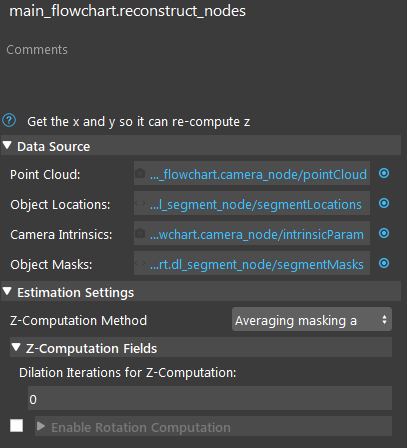 main_flowchart.reconstruct_nodes
Comments
Get the x and y so it can re-compute z
Data Source
Point Cloud: ..._flowchart.camera_node/pointCloud
Object Locations: ...l_segment_node/segmentLocations
Camera Intrinsics: ...wchart.camera_node/intrinsicParam
Object Masks: ...rt.dl_segment_node/segmentMasks
Estimation Settings
Z-Computation Method Averaging masking a
Z-Computation Fields
Dilation Iterations for Z-Computation:
0
Enable Rotation Computation